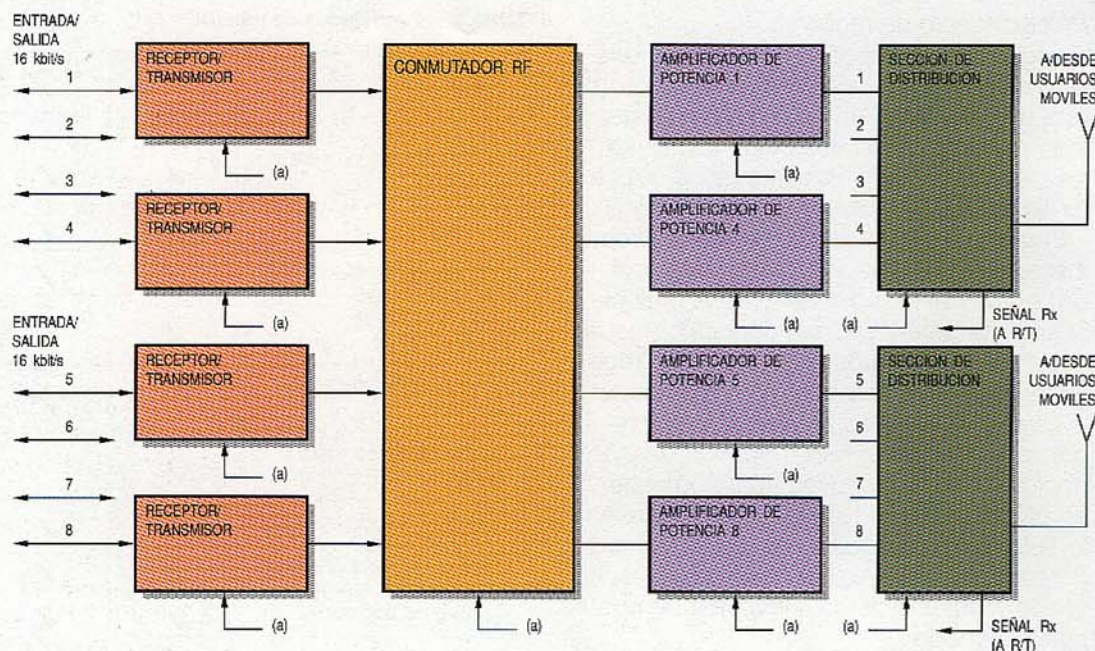 ENTRADA/
SALIDA
16 kbit/s
1
2
3
4
RECEPTOR/
TRANSMISOR
(a)
RECEPTOR/
TRANSMISOR
(a)
ENTRADA/
SALIDA
16 kbit/s
5
6
7
8
RECEPTOR/
TRANSMISOR
(a)
RECEPTOR/
TRANSMISOR
(a)
CONMUTADOR RF
(a)
AMPLIFICADOR DE
POTENCIA 1
(a)
AMPLIFICADOR DE
POTENCIA 4
(a)
AMPLIFICADOR DE
POTENCIA 5
(a)
AMPLIFICADOR DE
POTENCIA 8
(a)
1
2
3
4
SECCION DE
DISTRIBUCION
(a)
A/DESDE
USUARIOS
MOVILES
SEÑAL Rx
(A R/T)
5
6
7
8
SECCION DE
DISTRIBUCION
(a)
A/DESDE
USUARIOS
MOVILES
SEÑAL Rx
(A R/T)